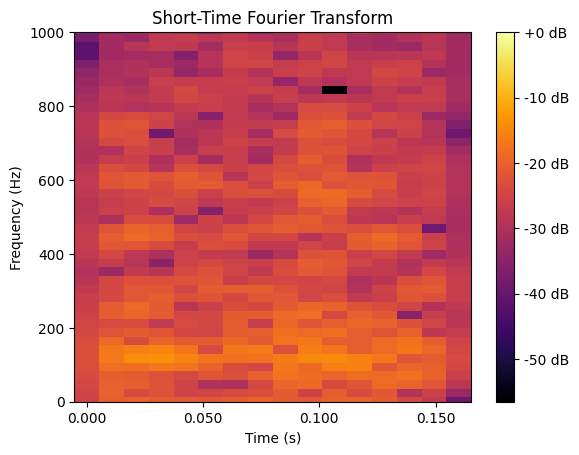 Short-Time Fourier Transform
1000
800
600
400
200
0
Frequency (Hz)
0.000
0.050
0.100
0.150
Time (s)
+0 dB
-10 dB
-20 dB
-30 dB
-40 dB
-50 dB